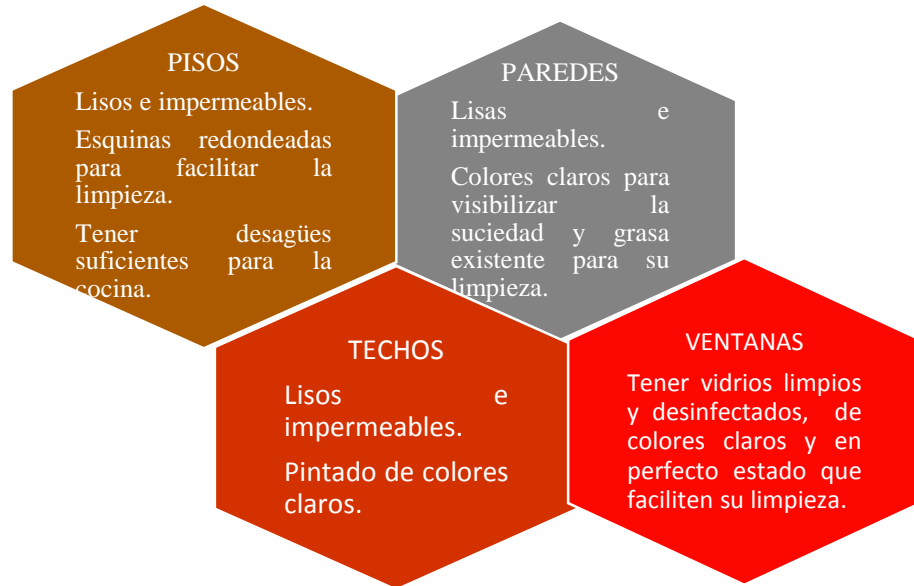 PISOS
Lisos e impermeables.
Esquinas redondeadas
para facilitar la
limpieza.
Tener desagües
suficientes para la
cocina.
PAREDES
Lisas e
impermeables.
Colores claros para
visibilizar la
suciedad y grasa
existente para su
limpieza.
TECHOS
Lisos e
impermeables.
Pintado de colores
claros.
VENTANAS
Tener vidrios limpios
y desinfectados, de
colores claros y en
perfecto estado que
faciliten su limpieza.